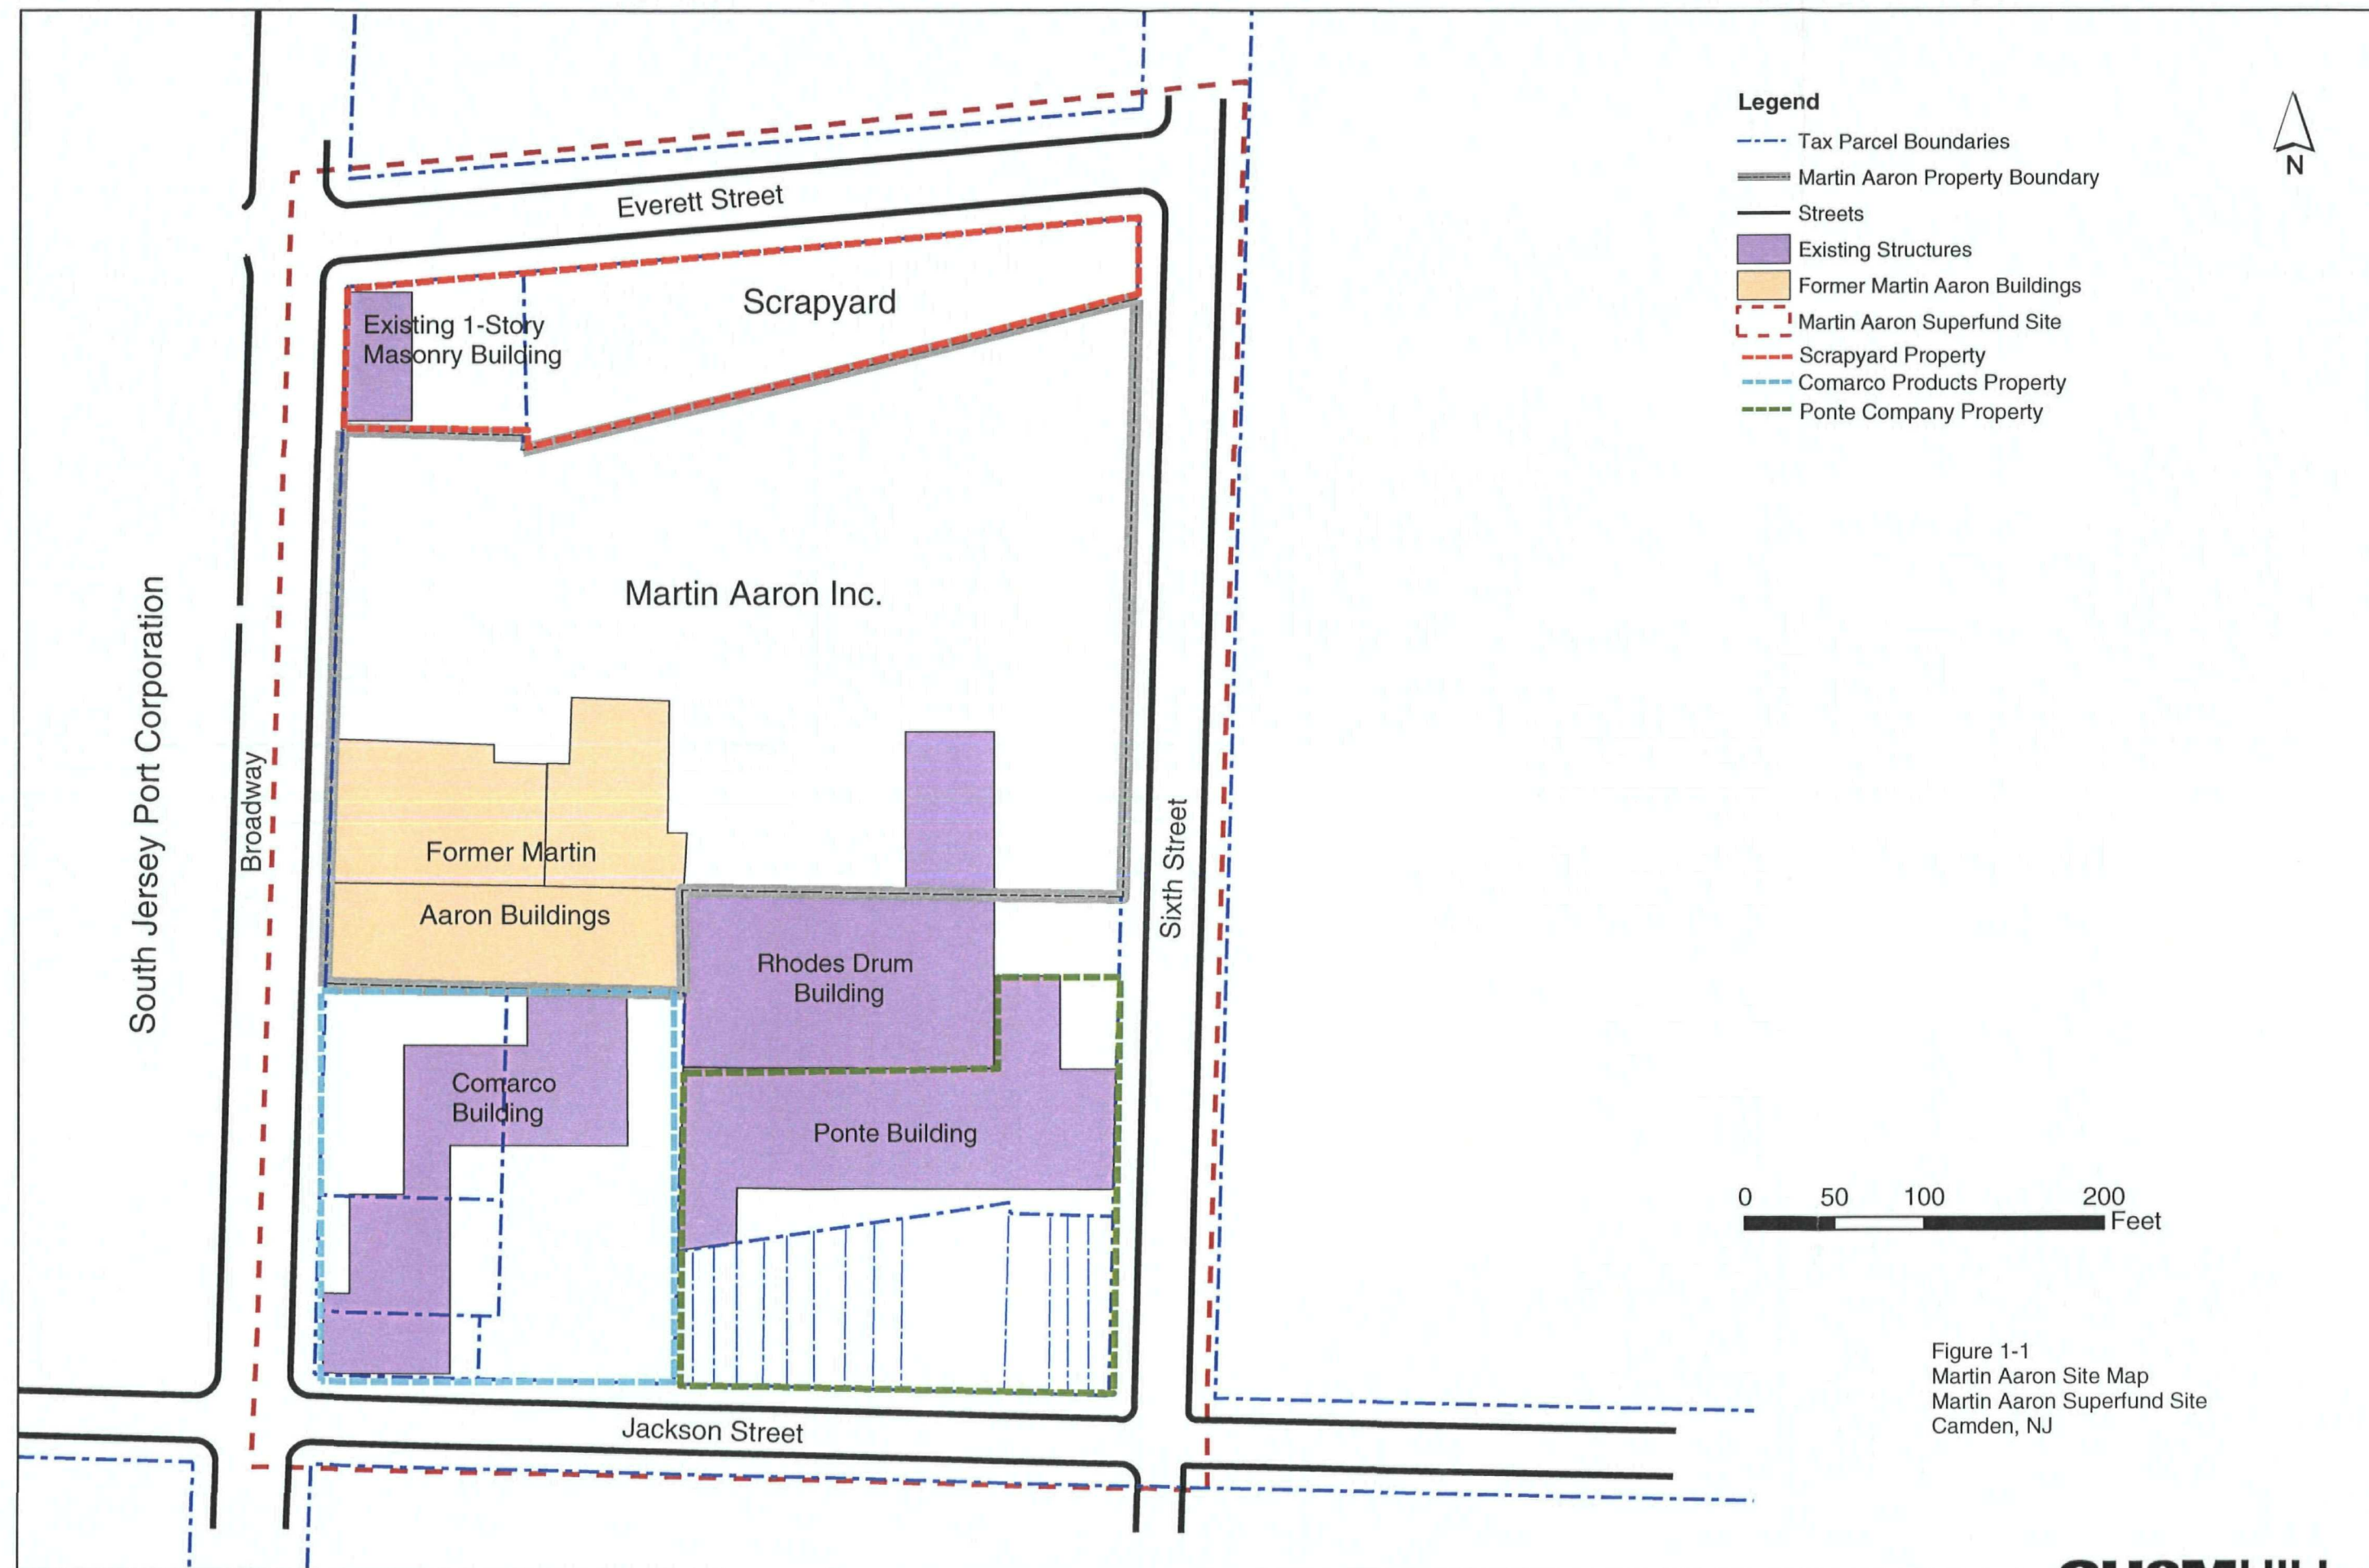 Legend
Tax Parcel Boundaries
Martin Aaron Property Boundary
Streets
Existing Structures
Former Martin Aaron Buildings
Martin Aaron Superfund Site
Scrapyard Property
Comarco Products Property
Ponte Company Property
N
Everett Street
Scrapyard
Existing 1-Story
Masonry Building
Martin Aaron Inc.
South Jersey Port Corporation
Broadway
Sixth Street
Former Martin
Aaron Buildings
Rhodes Drum
Building
Comarco
Building
Ponte Building
Jackson Street
0 50 100 200
Feet
Figure 1-1
Martin Aaron Site Map
Martin Aaron Superfund Site
Camden, NJ